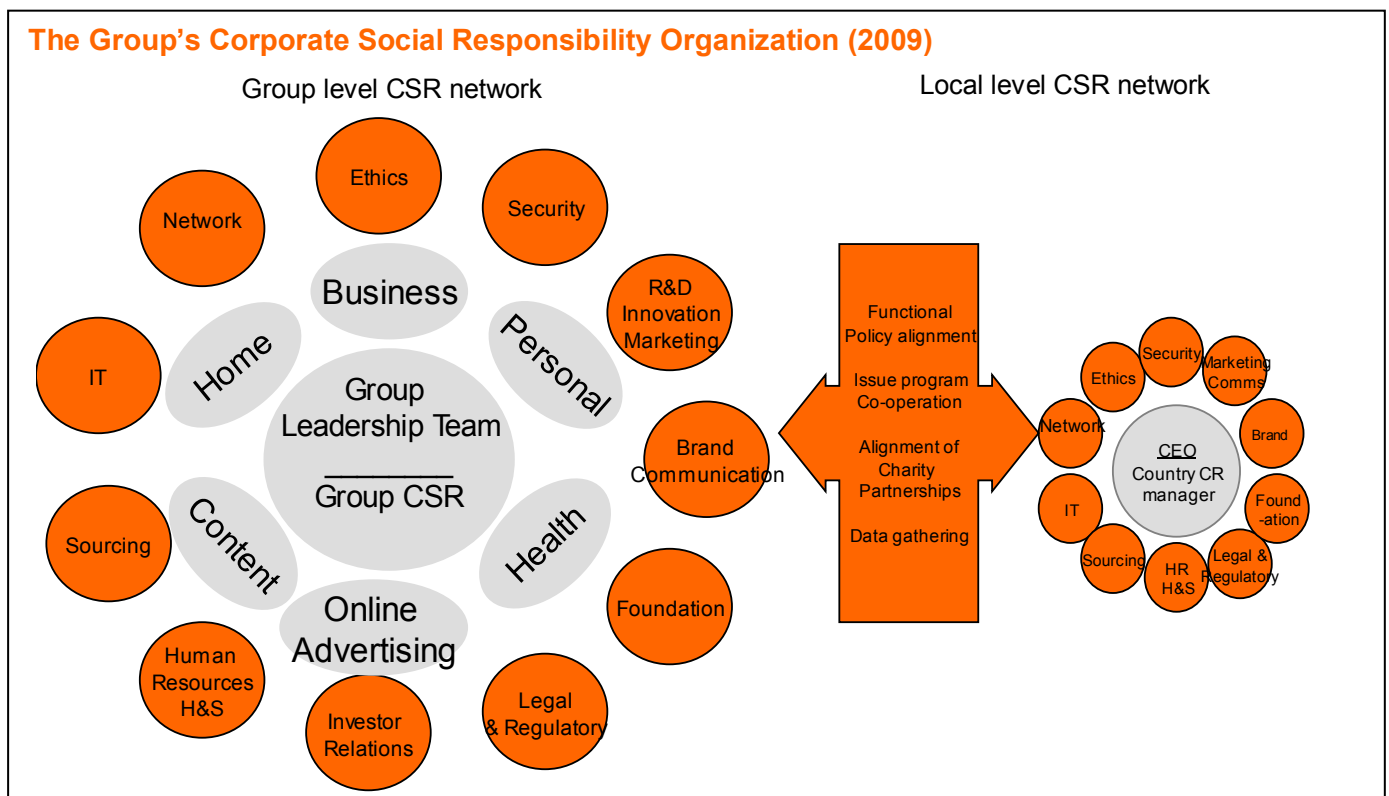 The Group's Corporate Social Responsibility Organization (2009)
Group level CSR network
Local level CSR network
Ethics
Network
Security
Business
R&D
Innovation
Marketing
Personal
Home
IT
Group
Leadership Team
Group CSR
Brand
Communication
Content
Health
Sourcing
Online
Advertising
Foundation
Human
Resources
H&S
Investor
Relations
Legal
& Regulatory
Functional
Policy alignment
Issue program
Co-operation
Alignment of
Charity
Partnerships
Data gathering
Security
Marketing
Comms
Ethics
Network
Brand
CEO
Country CR
manager
IT
Found
-ation
Sourcing
HR
H&S
Legal &
Regulatory